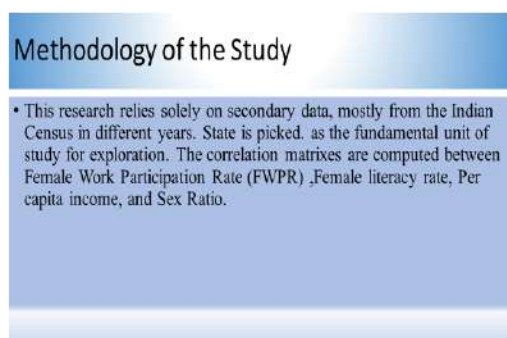 Methodology of the Study
• This research relies solely on secondary data, mostly from the Indian
Census in different years. State is picked. as the fundamental unit of
study for exploration. The correlation matrixes are computed between
Female Work Participation Rate (FWPR) ,Female literacy rate, Per
capita income, and Sex Ratio.